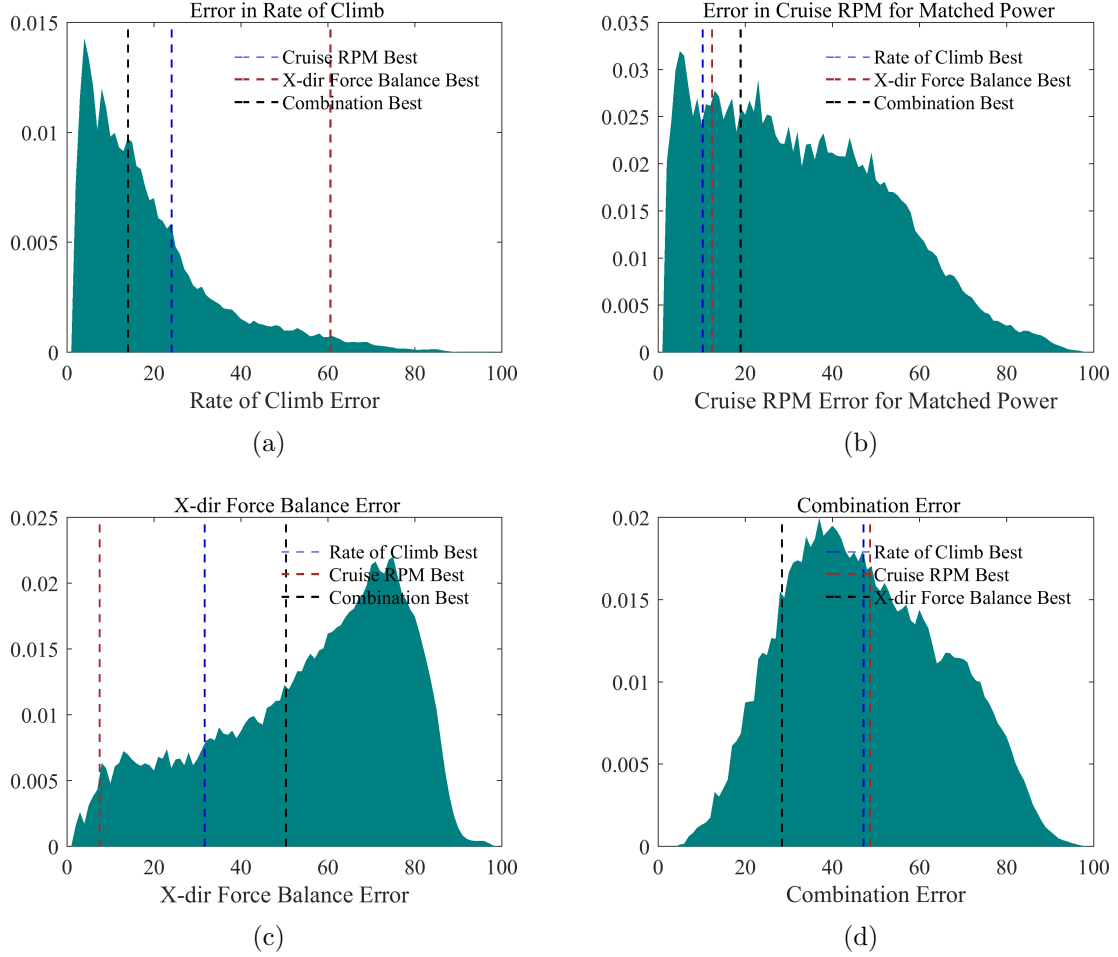 Error in Rate of Climb
0.015
0.01
0.005
0
Cruise RPM Best
X-dir Force Balance Best
Combination Best
0 20 40 60 80 100
Rate of Climb Error
(a)
Error in Cruise RPM for Matched Power
0.035
0.03
0.025
0.02
0.015
0.01
0.005
0
Rate of Climb Best
X-dir Force Balance Best
Combination Best
0 20 40 60 80 100
Cruise RPM Error for Matched Power
(b)
X-dir Force Balance Error
0.025
0.02
0.015
0.01
0.005
0
Rate of Climb Best
Cruise RPM Best
Combination Best
0 20 40 60 80 100
X-dir Force Balance Error
(c)
Combination Error
0.02
0.015
0.01
0.005
0
Rate of Climb Best
Cruise RPM Best
X-dir Force Balance Best
0 20 40 60 80 100
Combination Error
(d)